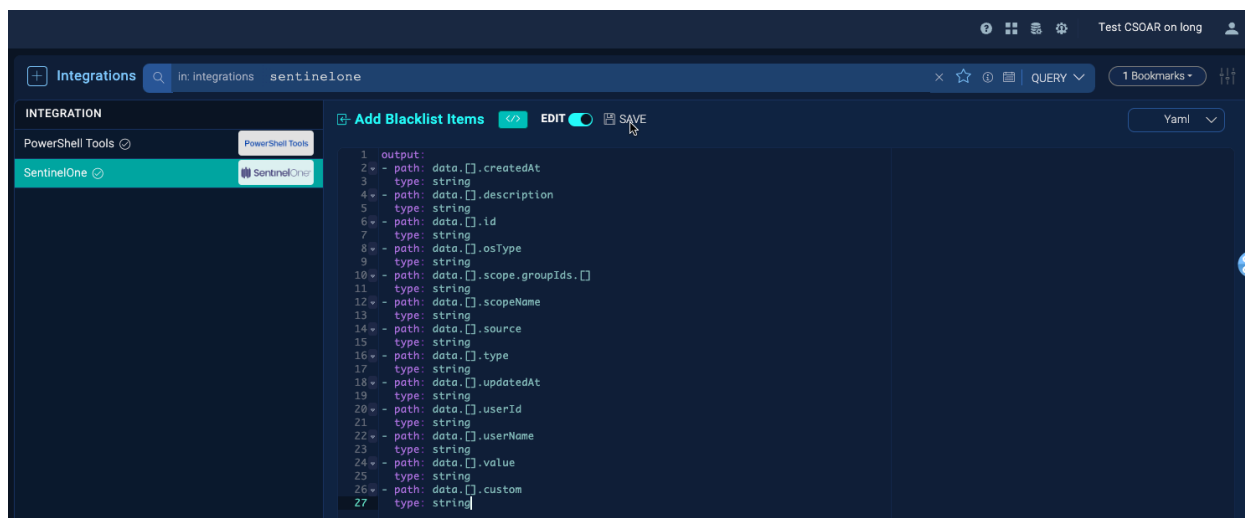 Test CSOAR on long
Integrations in: integrations sentinelone QUERY 1 Bookmarks
INTEGRATION
Add Blacklist Items </> EDIT SAVE Yaml
PowerShell Tools PowerShell Tools
SentinelOne SentinelOne
1 output:
2 - path: data.[].createdAt
3 type: string
4 - path: data.[].description
5 type: string
6 - path: data.[].id
7 type: string
8 - path: data.[].osType
9 type: string
10 - path: data.[].scope.groupIds.[]
11 type: string
12 - path: data.[].scopeName
13 type: string
14 - path: data.[].source
15 type: string
16 - path: data.[].type
17 type: string
18 - path: data.[].updatedAt
19 type: string
20 - path: data.[].userId
21 type: string
22 - path: data.[].userName
23 type: string
24 - path: data.[].value
25 type: string
26 - path: data.[].custom
27 type: string